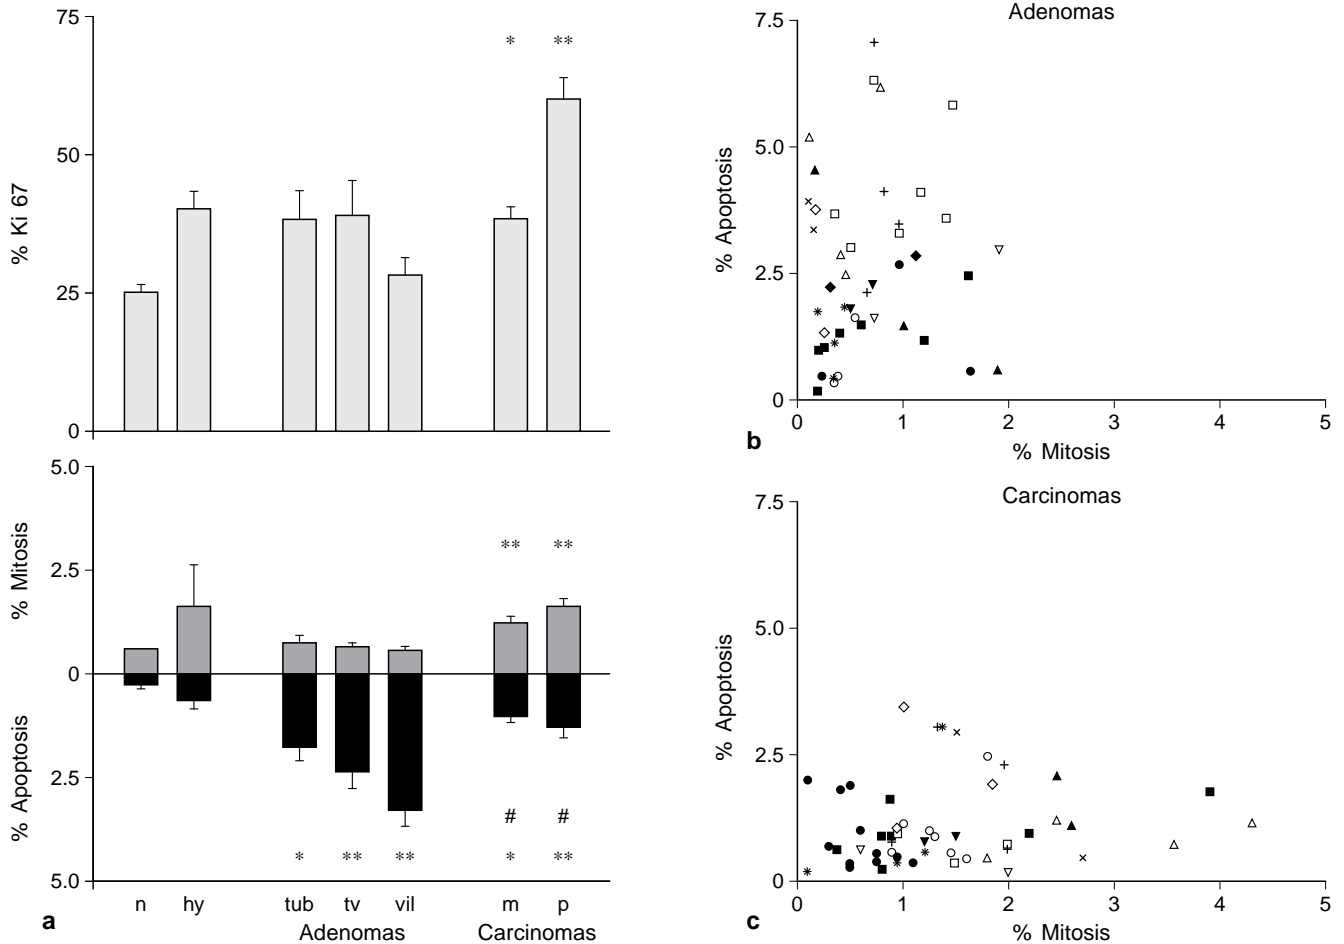 75
50
25
0
% Ki 67
* **
5.0
2.5
0
2.5
5.0
% Mitosis
% Apoptosis
** **
# #
* ** ** * **
n hy tub tv vil m p
Adenomas Carcinomas
a
Adenomas
7.5
5.0
2.5
0
% Apoptosis
0 1 2 3 4 5
% Mitosis
b
Carcinomas
7.5
5.0
2.5
0
% Apoptosis
0 1 2 3 4 5
% Mitosis
c